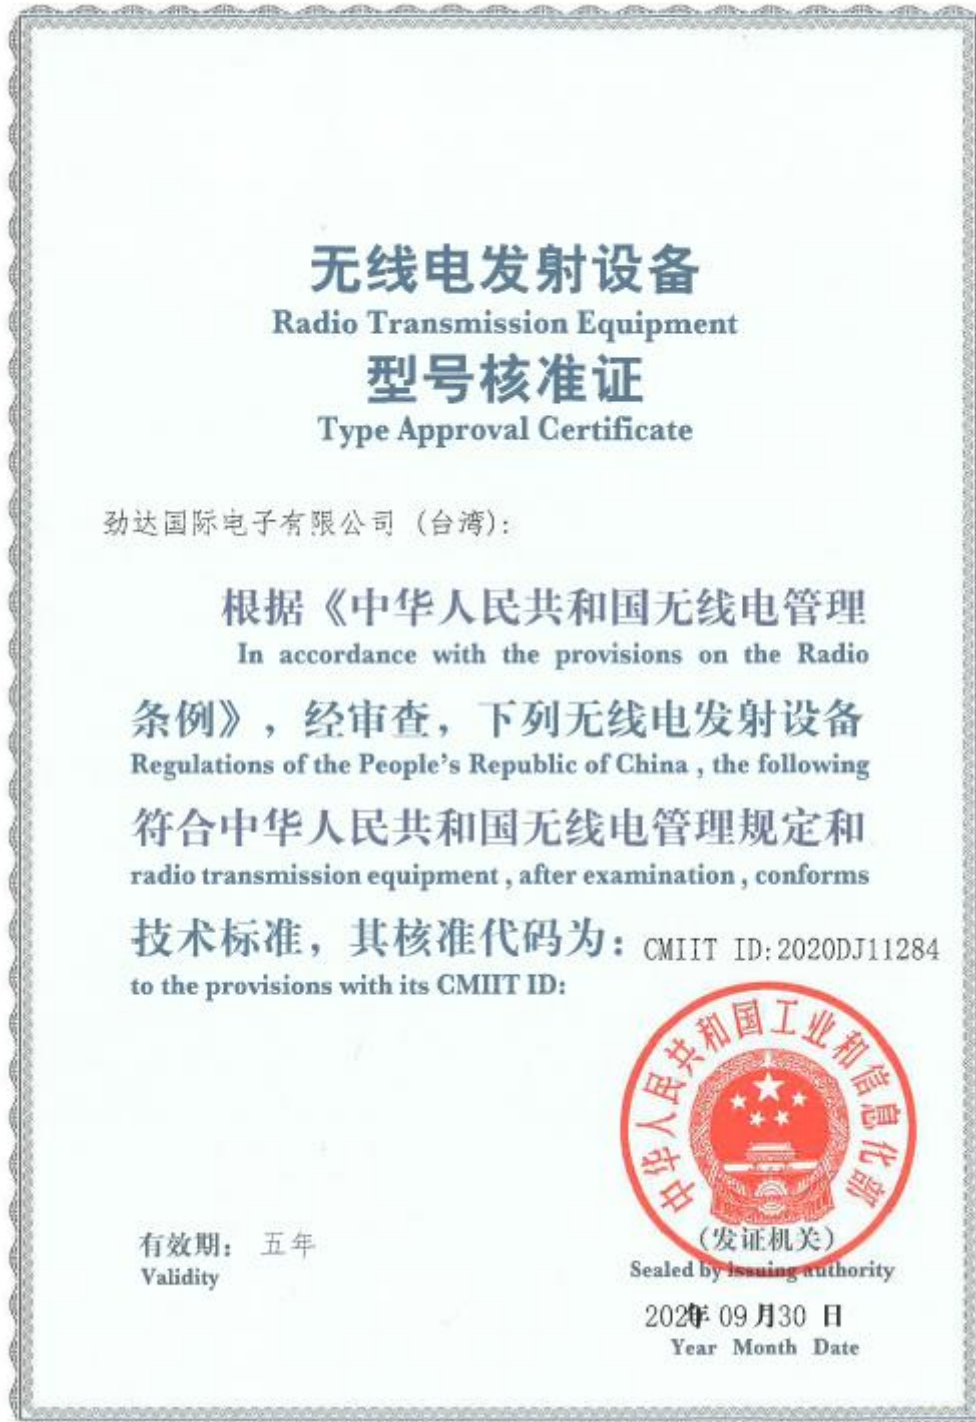 无线电发射设备
Radio Transmission Equipment
型号核准证
Type Approval Certificate
劲达国际电子有限公司 (台湾):
根据《中华人民共和国无线电管理
In accordance with the provisions on the Radio
条例》，经审查，下列无线电发射设备
Regulations of the People's Republic of China , the following
符合中华人民共和国无线电管理规定和
radio transmission equipment , after examination , conforms
技术标准，其核准代码为：CMIIT ID:2020DJ11284
to the provisions with its CMIIT ID:
中华人民共和国工业和信息化部
有效期： 五年
Validity
(发证机关)
Sealed by issuing authority
2020年 09月30 日
Year Month Date